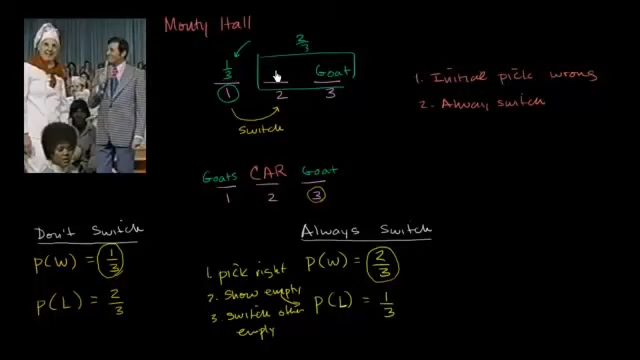 Monty Hall
2/3
1/3 Goat
1 2 3
Switch
1. Initial pick wrong
2. Alway switch
Goats CAR Goat
1 2 3
Don't Switch
P(W) = 1/3
P(L) = 2/3
1. pick right
2. Show empty
3. Switch other
empty
Always Switch
P(W) = 2/3
P(L) = 1/3